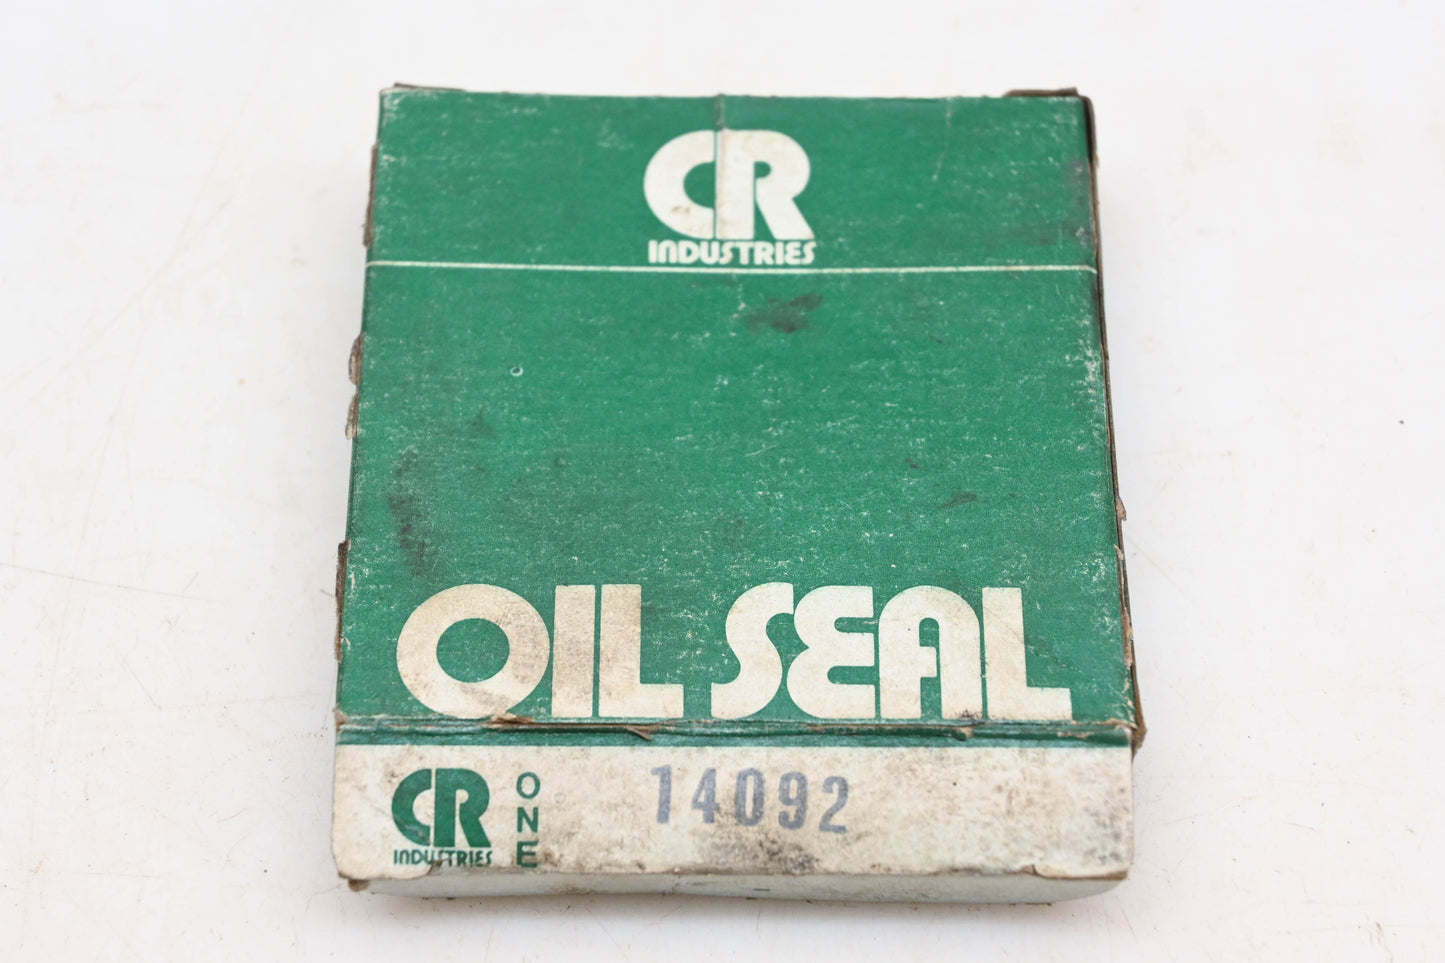 CR
INDUSTRIES
OIL SEAL
CR
INDUSTRIES
ONE
14092